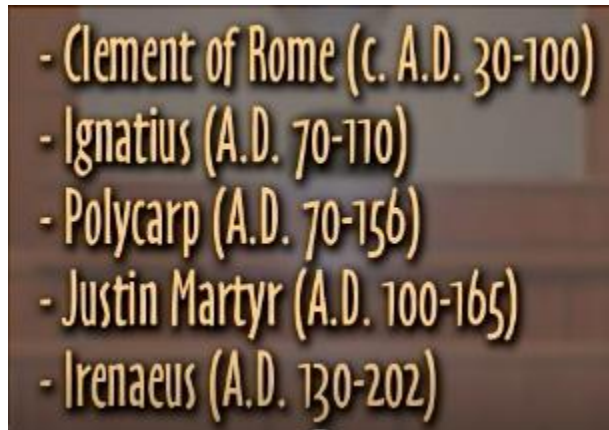 - Clement of Rome (c. A.D. 30-100)
- Ignatius (A.D. 70-110)
- Polycarp (A.D. 70-156)
- Justin Martyr (A.D. 100-165)
- Irenaeus (A.D. 130-202)